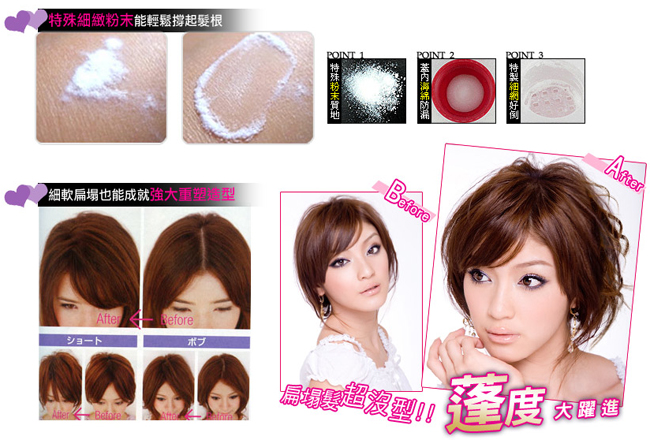 特殊細緻粉末能輕鬆撐起髮根
POINT 1
特殊粉末質地
POINT 2
蓋內海綿防漏
POINT 3
特製細網好倒
細軟扁塌也能成就強大重塑造型
After
Before
ショート
ボブ
After
Before
After
Before
Before
扁塌髮超沒型!!
After
蓬度大躍進